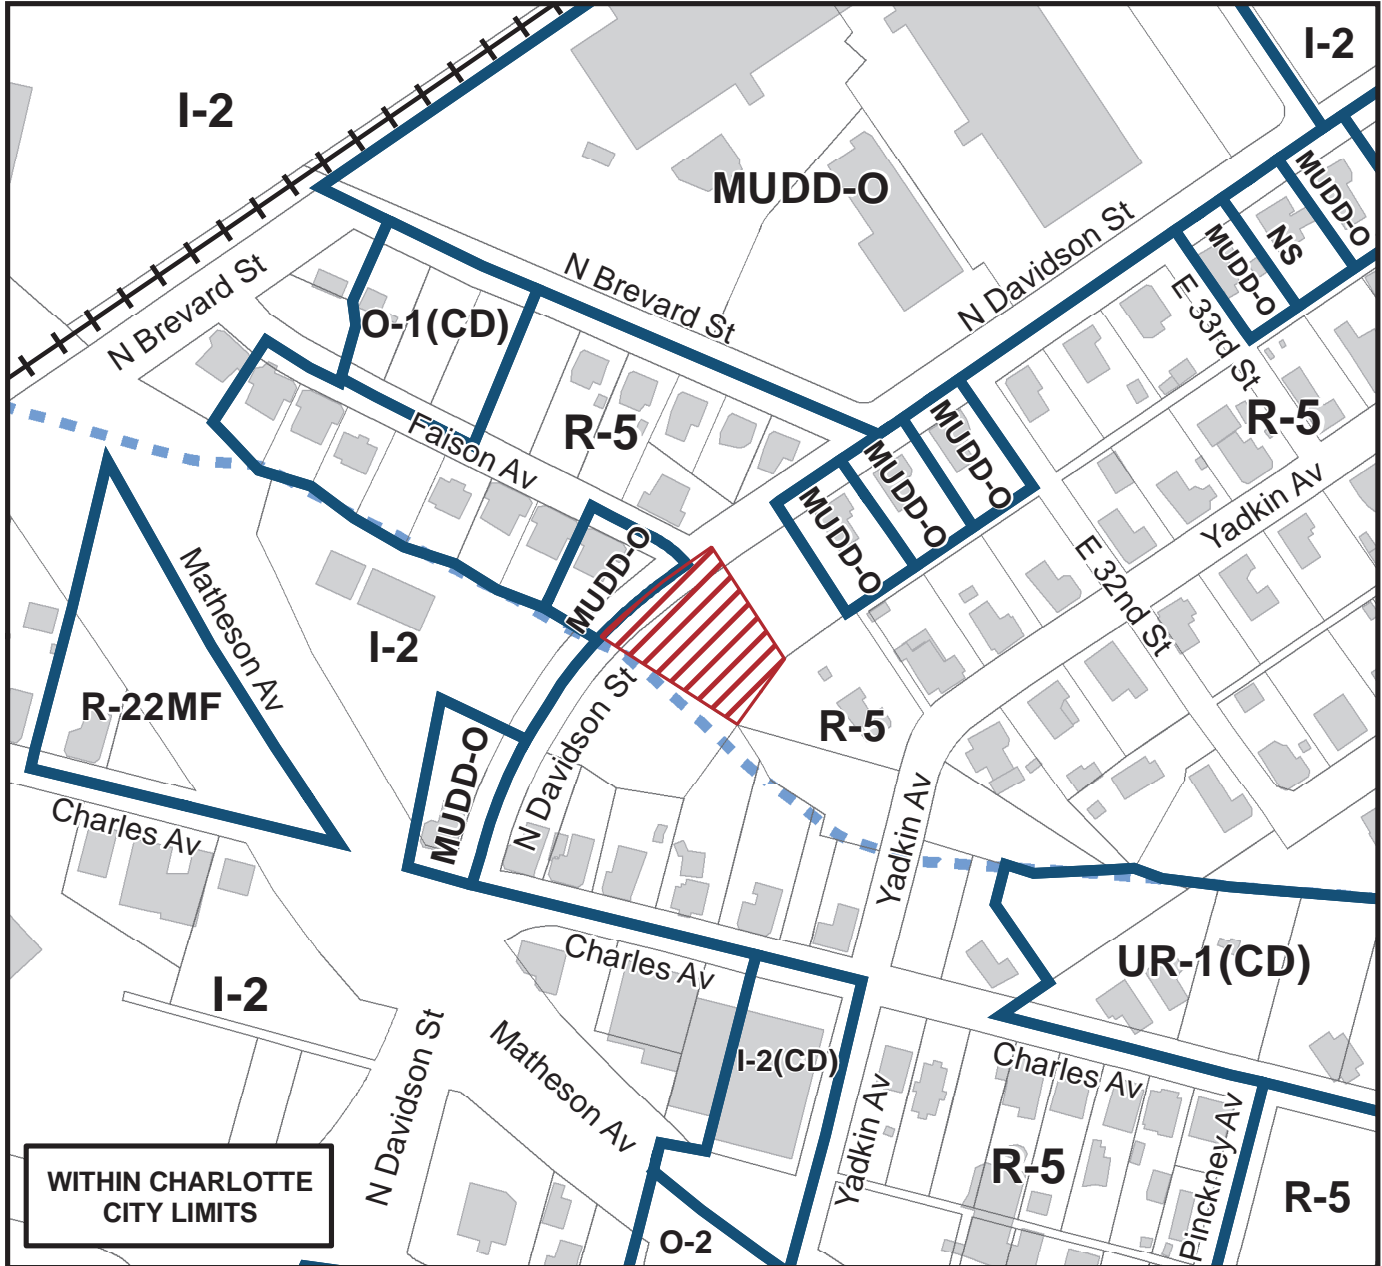 I-2
I-2
MUDD-O
MUDD-O
NS
MUDD-O
N Davidson St
N Brevard St
N Brevard St
O-1(CD)
E 33rd St
R-5
R-5
Faison Av
MUDD-O
MUDD-O
MUDD-O
Yadkin Av
MUDD-O
E 32nd St
Matheson Av
I-2
R-22MF
N Davidson St
R-5
MUDD-O
Charles Av
Yadkin Av
Charles Av
UR-1(CD)
I-2
N Davidson St
Matheson Av
I-2(CD)
Charles Av
Yadkin Av
R-5
Pinckney Av
R-5
O-2
WITHIN CHARLOTTE
CITY LIMITS